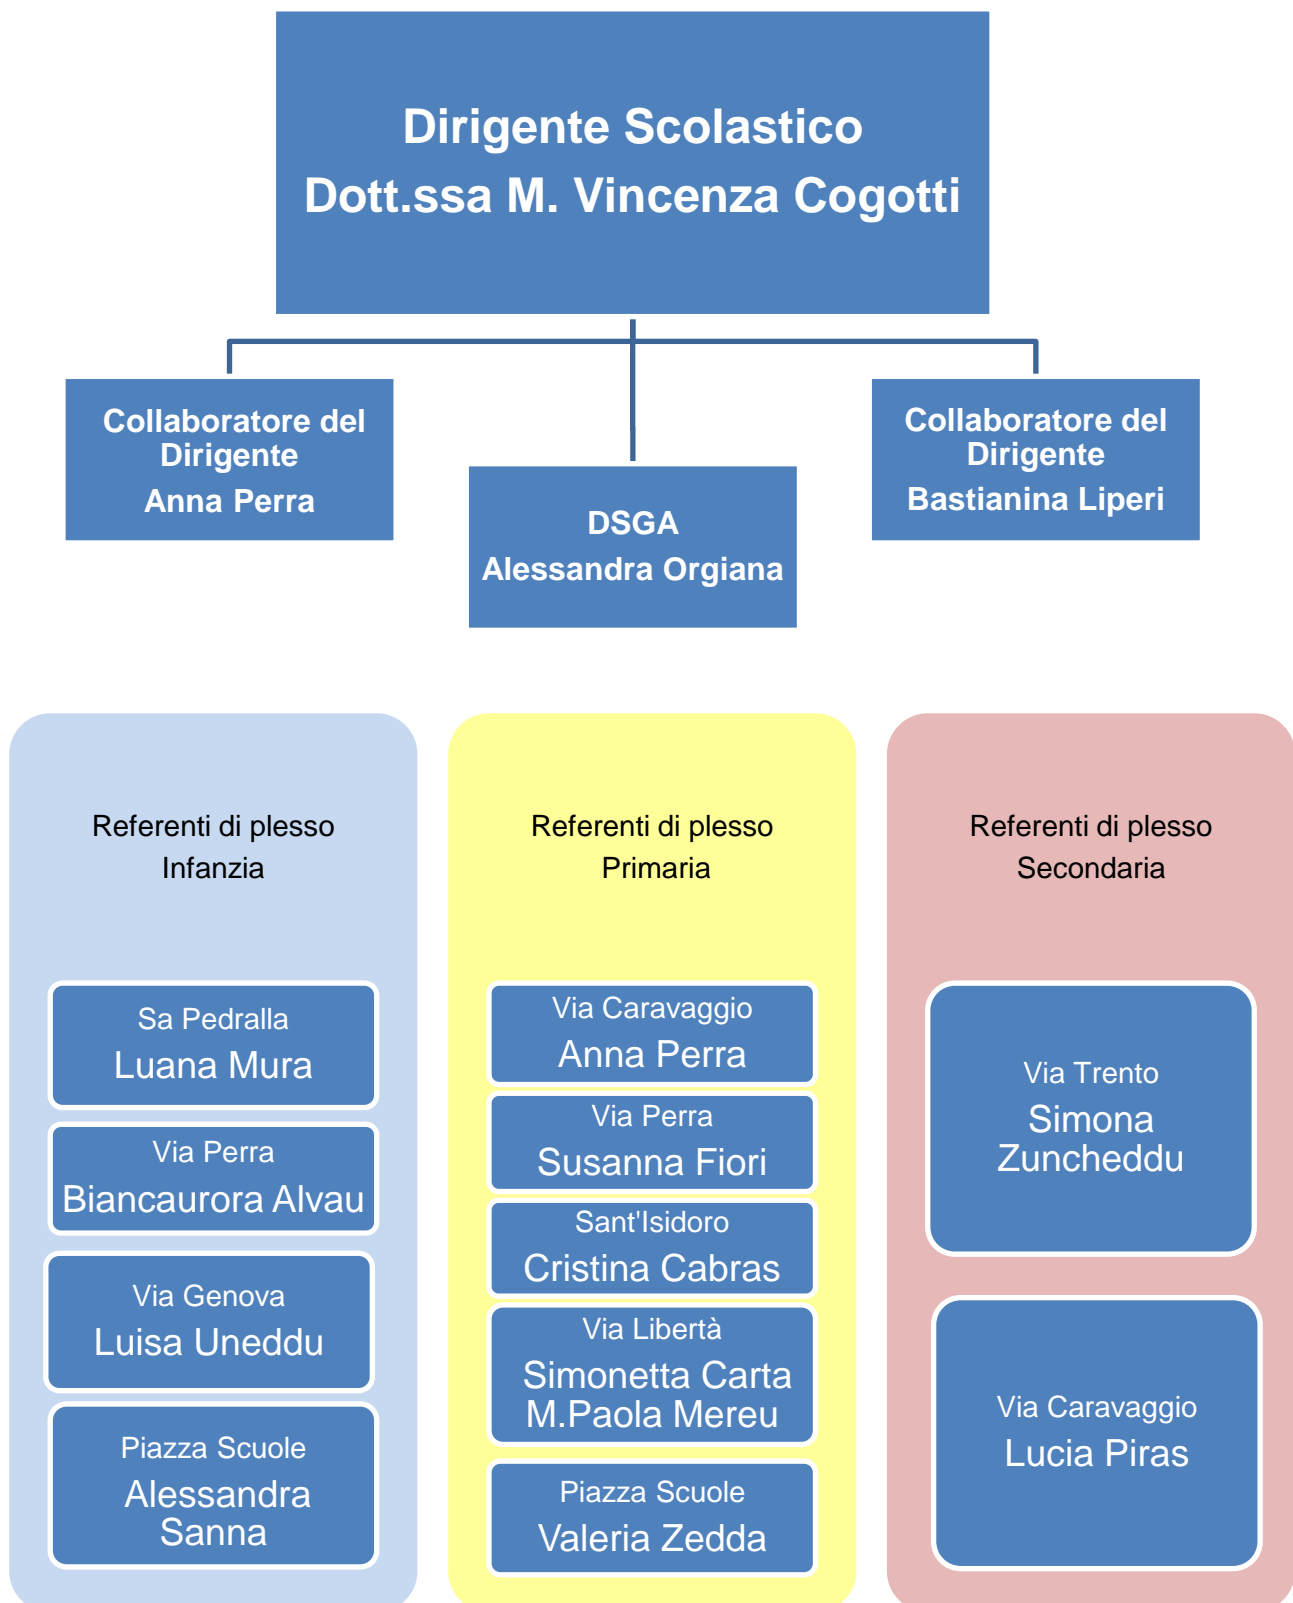 Dirigente Scolastico
Dott.ssa M. Vincenza Cogotti
Collaboratore del
Dirigente
Anna Perra
DSGA
Alessandra Orgiana
Collaboratore del
Dirigente
Bastianina Liperi
Referenti di plesso
Infanzia
Sa Pedralla
Luana Mura
Via Perra
Biancaurora Alvau
Via Genova
Luisa Uneddu
Piazza Scuole
Alessandra
Sanna
Referenti di plesso
Primaria
Via Caravaggio
Anna Perra
Via Perra
Susanna Fiori
Sant'Isidoro
Cristina Cabras
Via Libertà
Simonetta Carta
M.Paola Mereu
Piazza Scuole
Valeria Zedda
Referenti di plesso
Secondaria
Via Trento
Simona
Zuncheddu
Via Caravaggio
Lucia Piras